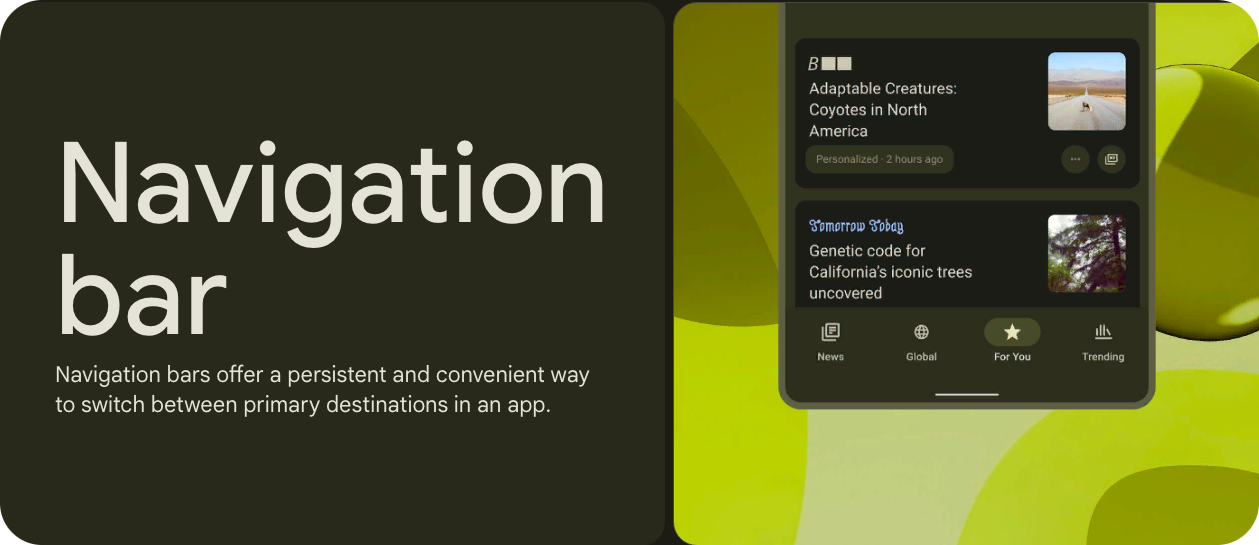 Navigation
bar
Navigation bars offer a persistent and convenient way
to switch between primary destinations in an app.
B
Adaptable Creatures:
Coyotes in North
America
Personalized · 2 hours ago
Tomorrow Today
Genetic code for
California's iconic trees
uncovered
News
Global
For You
Trending